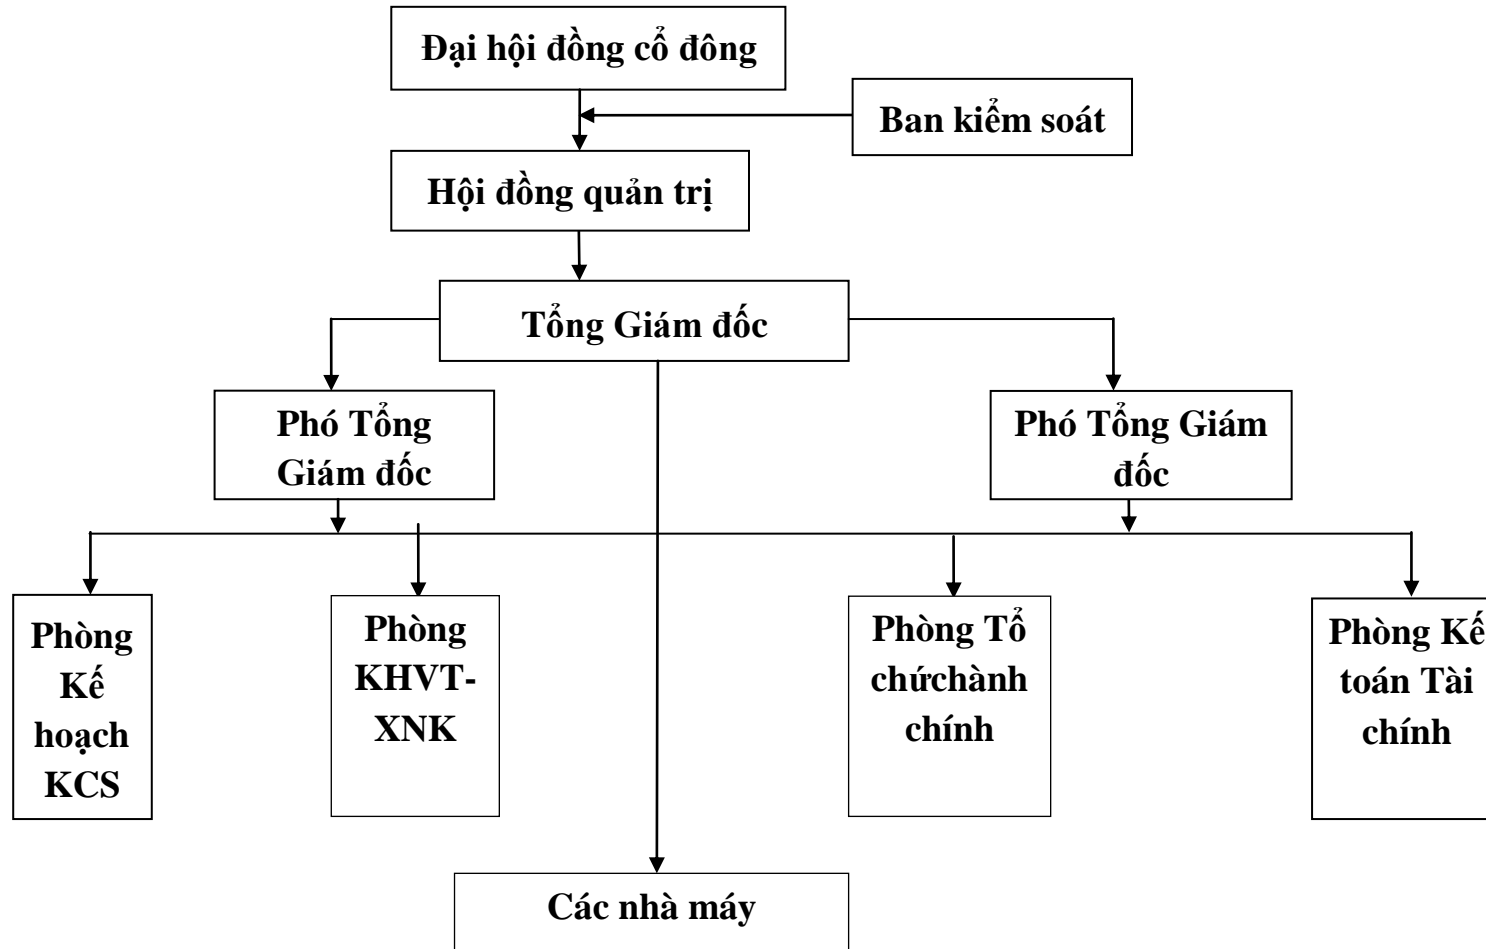 Đại hội đồng cổ đông
Ban kiểm soát
Hội đồng quản trị
Tổng Giám đốc
Phó Tổng
Giám đốc
Phó Tổng Giám
đốc
Phòng
Kế
hoạch
KCS
Phòng
KHVT-
XNK
Phòng Tổ
chứchành
chính
Phòng Kế
toán Tài
chính
Các nhà máy